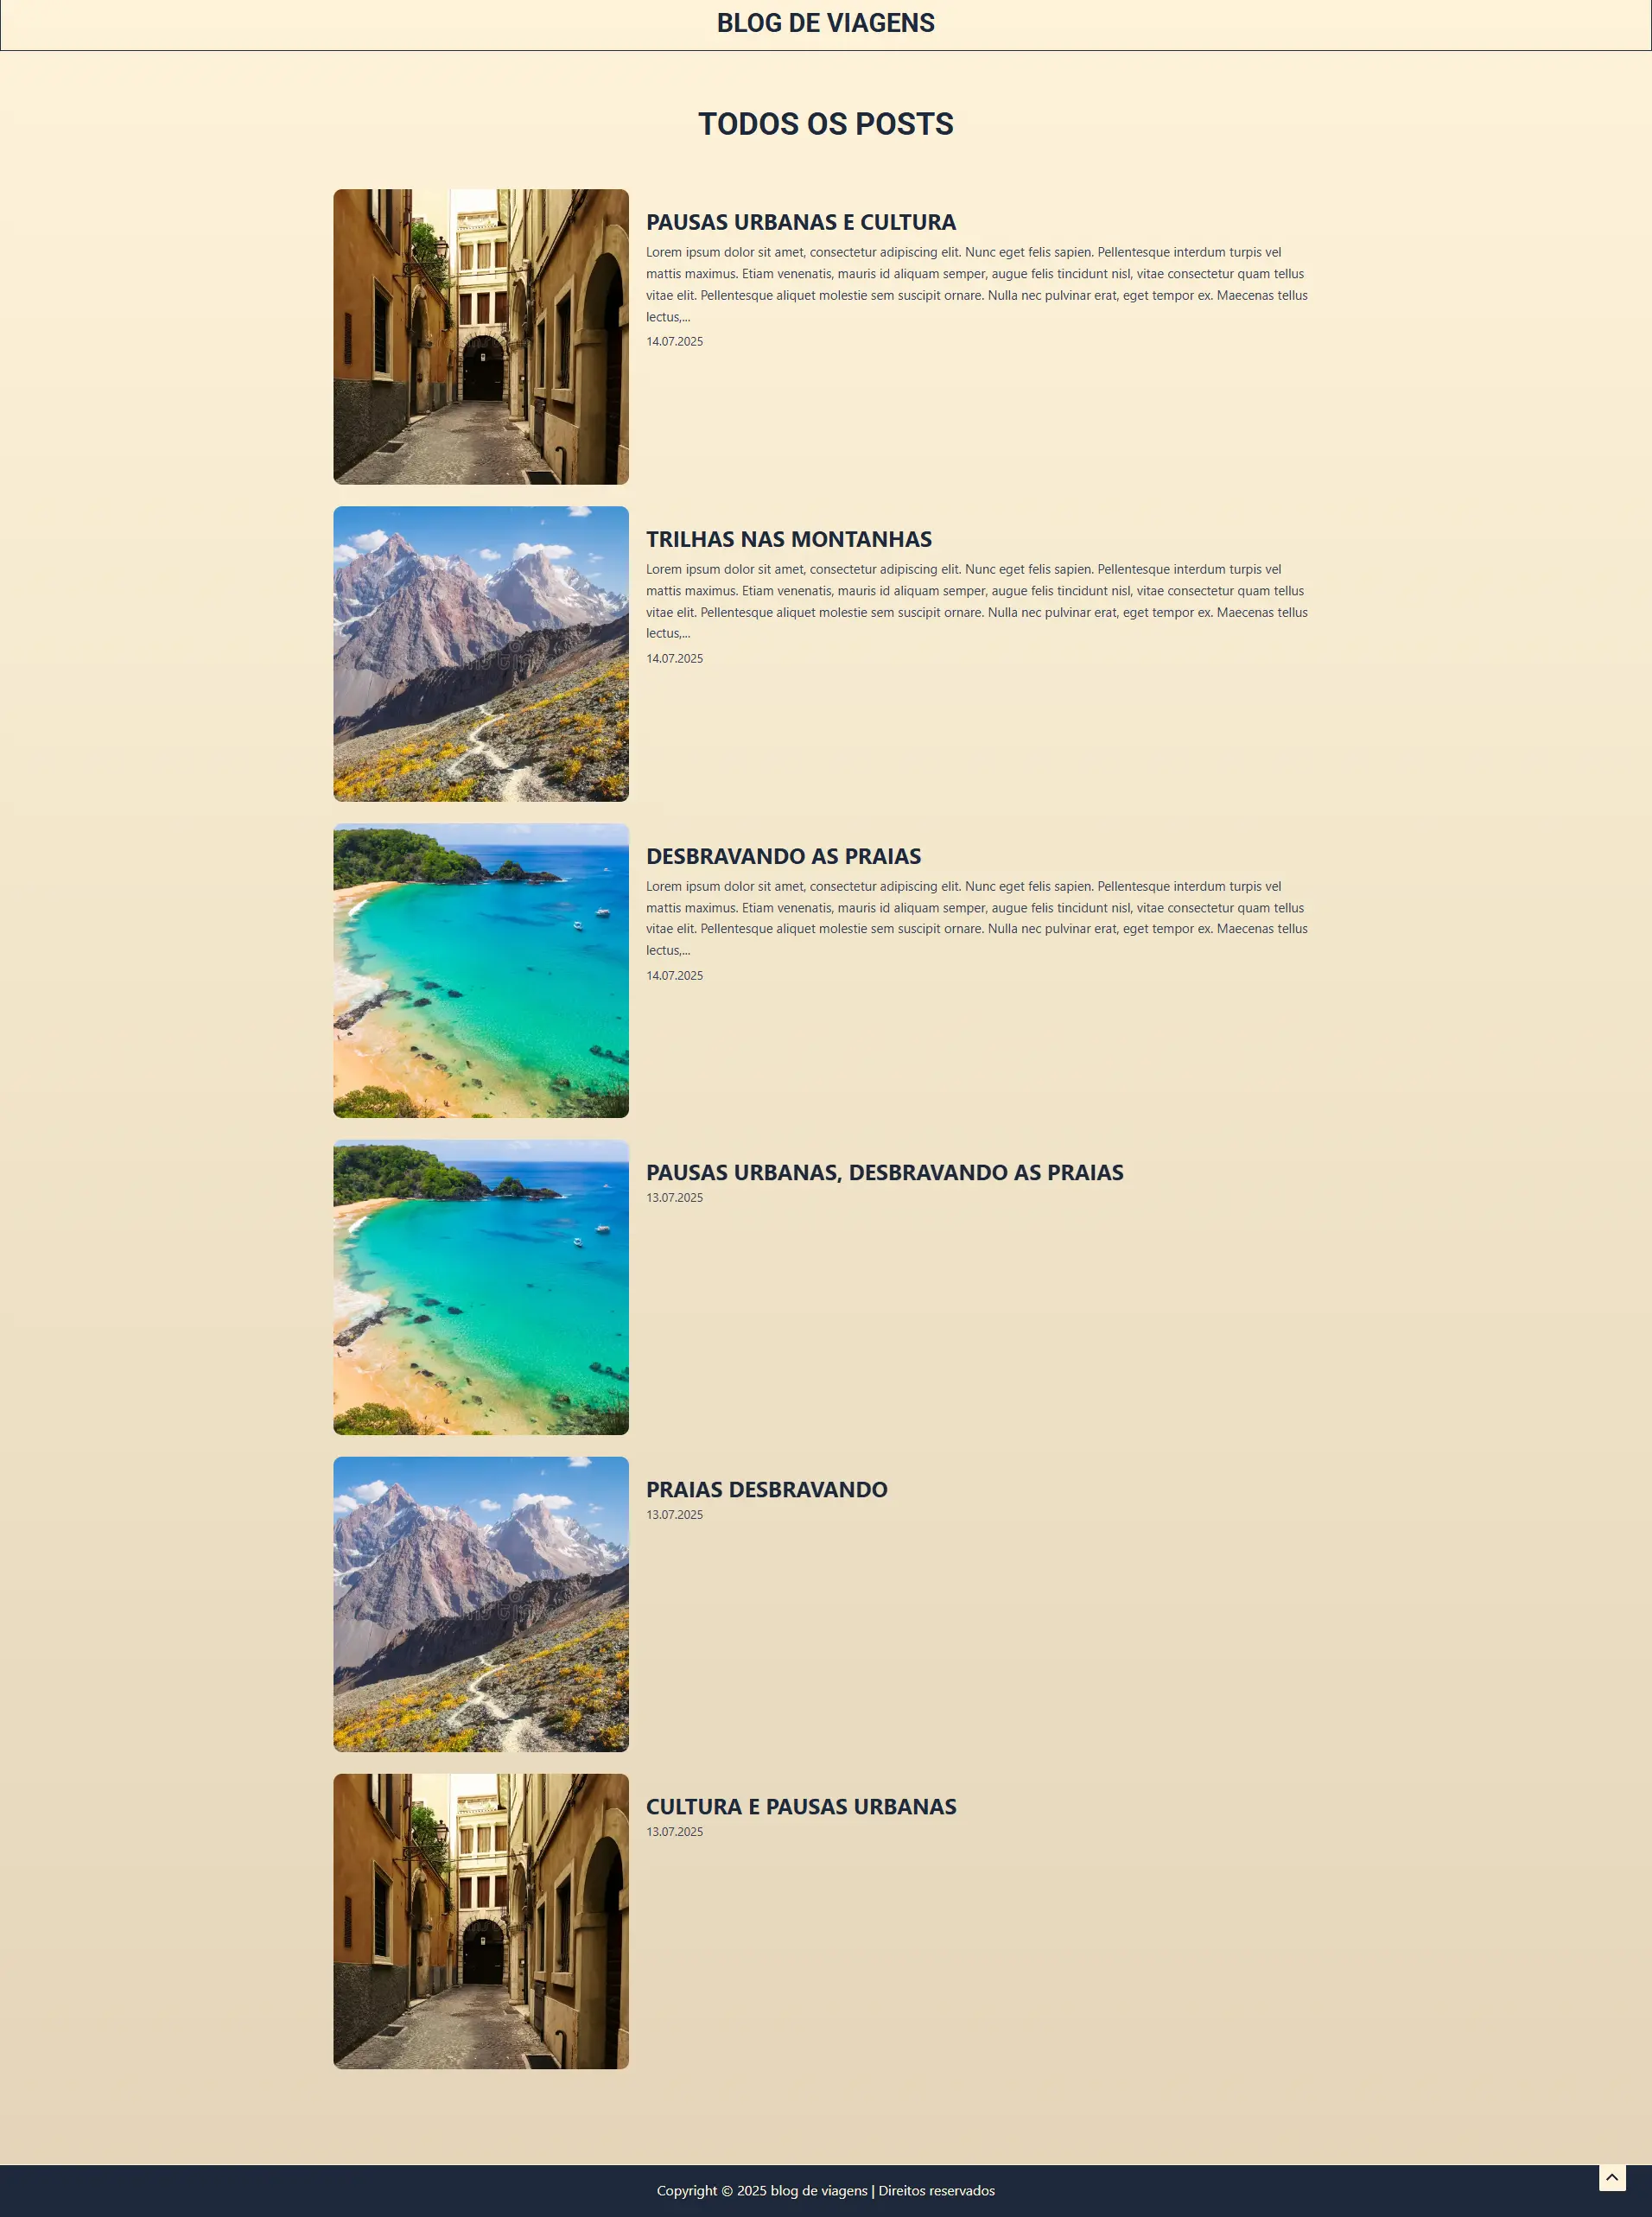 BLOG DE VIAGENS
TODOS OS POSTS
PAUSAS URBANAS E CULTURA
Lorem ipsum dolor sit amet, consectetur adipiscing elit. Nunc eget felis sapien. Pellentesque interdum turpis vel
mattis maximus. Etiam venenatis, mauris id aliquam semper, augue felis tincidunt nisl, vitae consectetur quam tellus
vitae elit. Pellentesque aliquet molestie sem suscipit ornare. Nulla nec pulvinar erat, eget tempor ex. Maecenas tellus
lectus,...
14.07.2025
TRILHAS NAS MONTANHAS
Lorem ipsum dolor sit amet, consectetur adipiscing elit. Nunc eget felis sapien. Pellentesque interdum turpis vel
mattis maximus. Etiam venenatis, mauris id aliquam semper, augue felis tincidunt nisl, vitae consectetur quam tellus
vitae elit. Pellentesque aliquet molestie sem suscipit ornare. Nulla nec pulvinar erat, eget tempor ex. Maecenas tellus
lectus,...
14.07.2025
DESBRAVANDO AS PRAIAS
Lorem ipsum dolor sit amet, consectetur adipiscing elit. Nunc eget felis sapien. Pellentesque interdum turpis vel
mattis maximus. Etiam venenatis, mauris id aliquam semper, augue felis tincidunt nisl, vitae consectetur quam tellus
vitae elit. Pellentesque aliquet molestie sem suscipit ornare. Nulla nec pulvinar erat, eget tempor ex. Maecenas tellus
lectus,...
14.07.2025
PAUSAS URBANAS, DESBRAVANDO AS PRAIAS
13.07.2025
PRAIAS DESBRAVANDO
13.07.2025
CULTURA E PAUSAS URBANAS
13.07.2025
Copyright © 2025 blog de viagens | Direitos reservados